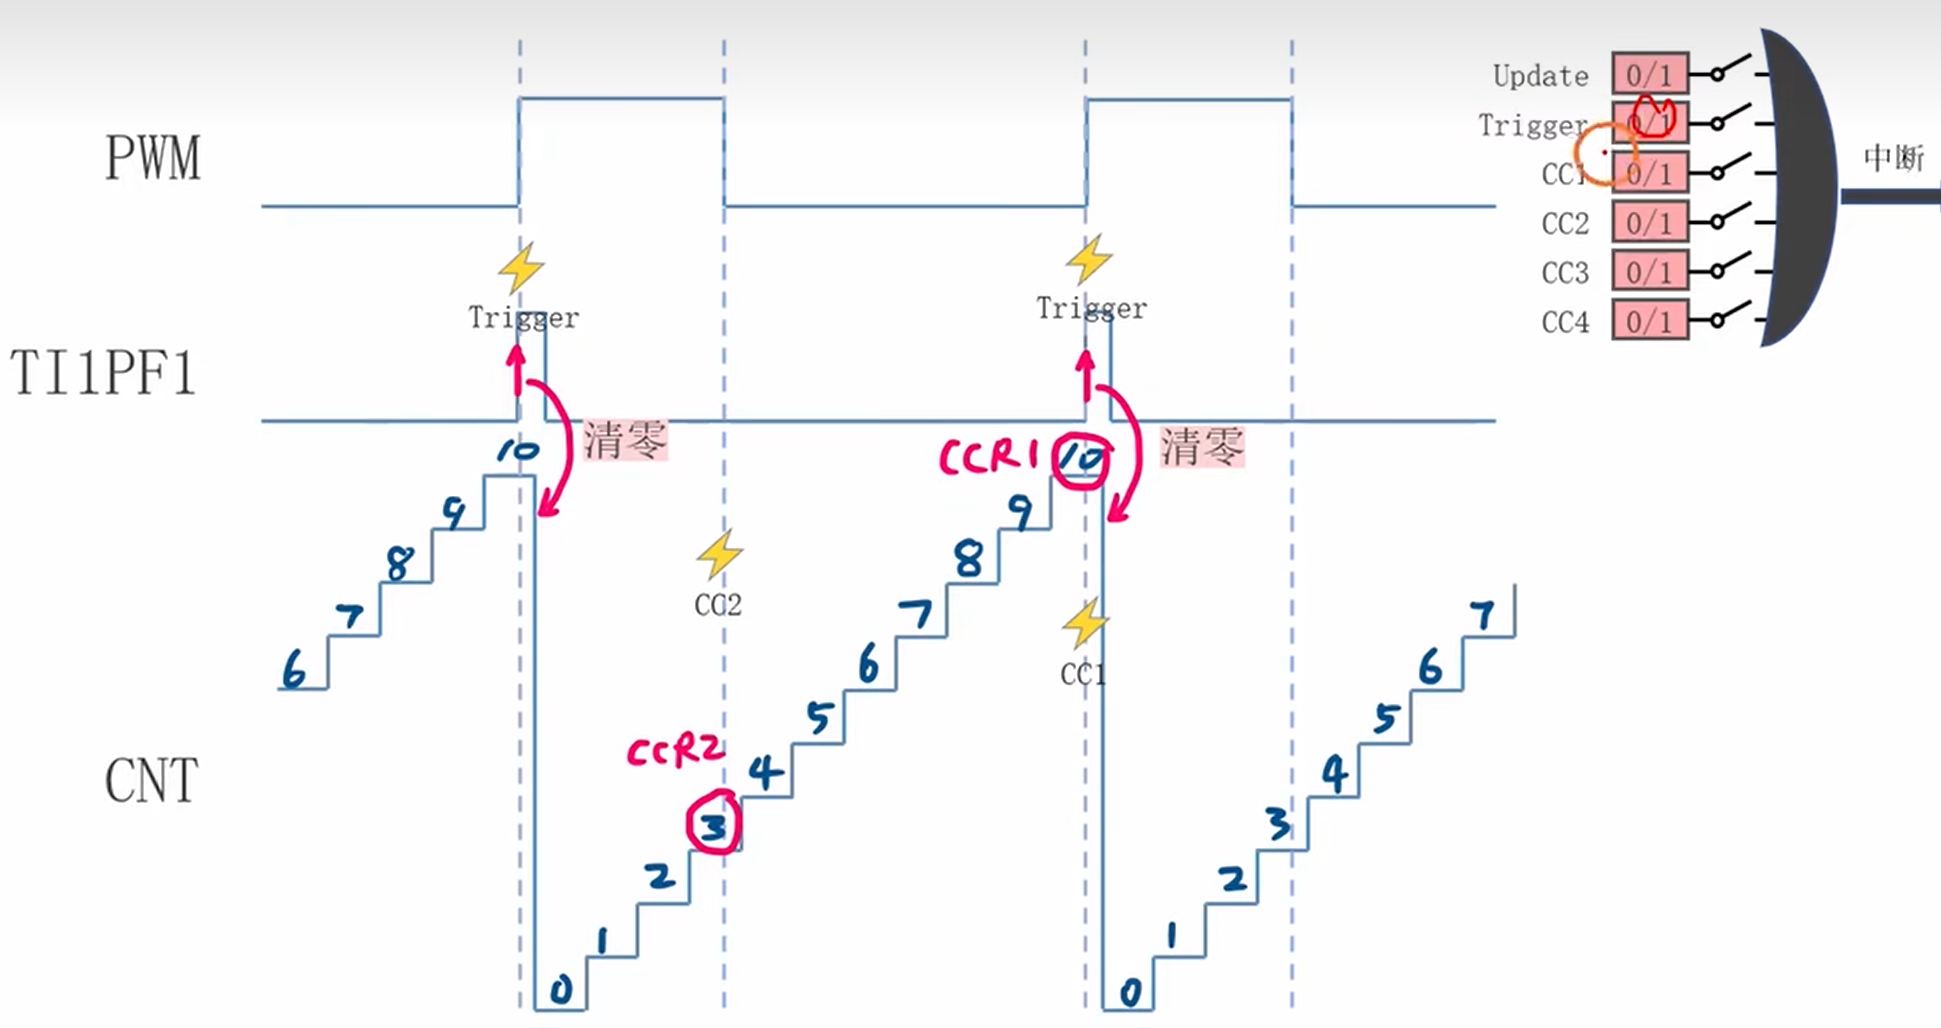 Update 0/1
Trigger 0/1
CC1 0/1
CC2 0/1
CC3 0/1
CC4 0/1
中断
PWM
Trigger
Trigger
TI1PF1
清零
清零
10
CCR1 10
9
9
8
8
CC2
7
7
7
CC1
6
6
6
5
5
CCR2
4
4
CNT
3
3
2
2
1
1
0
0